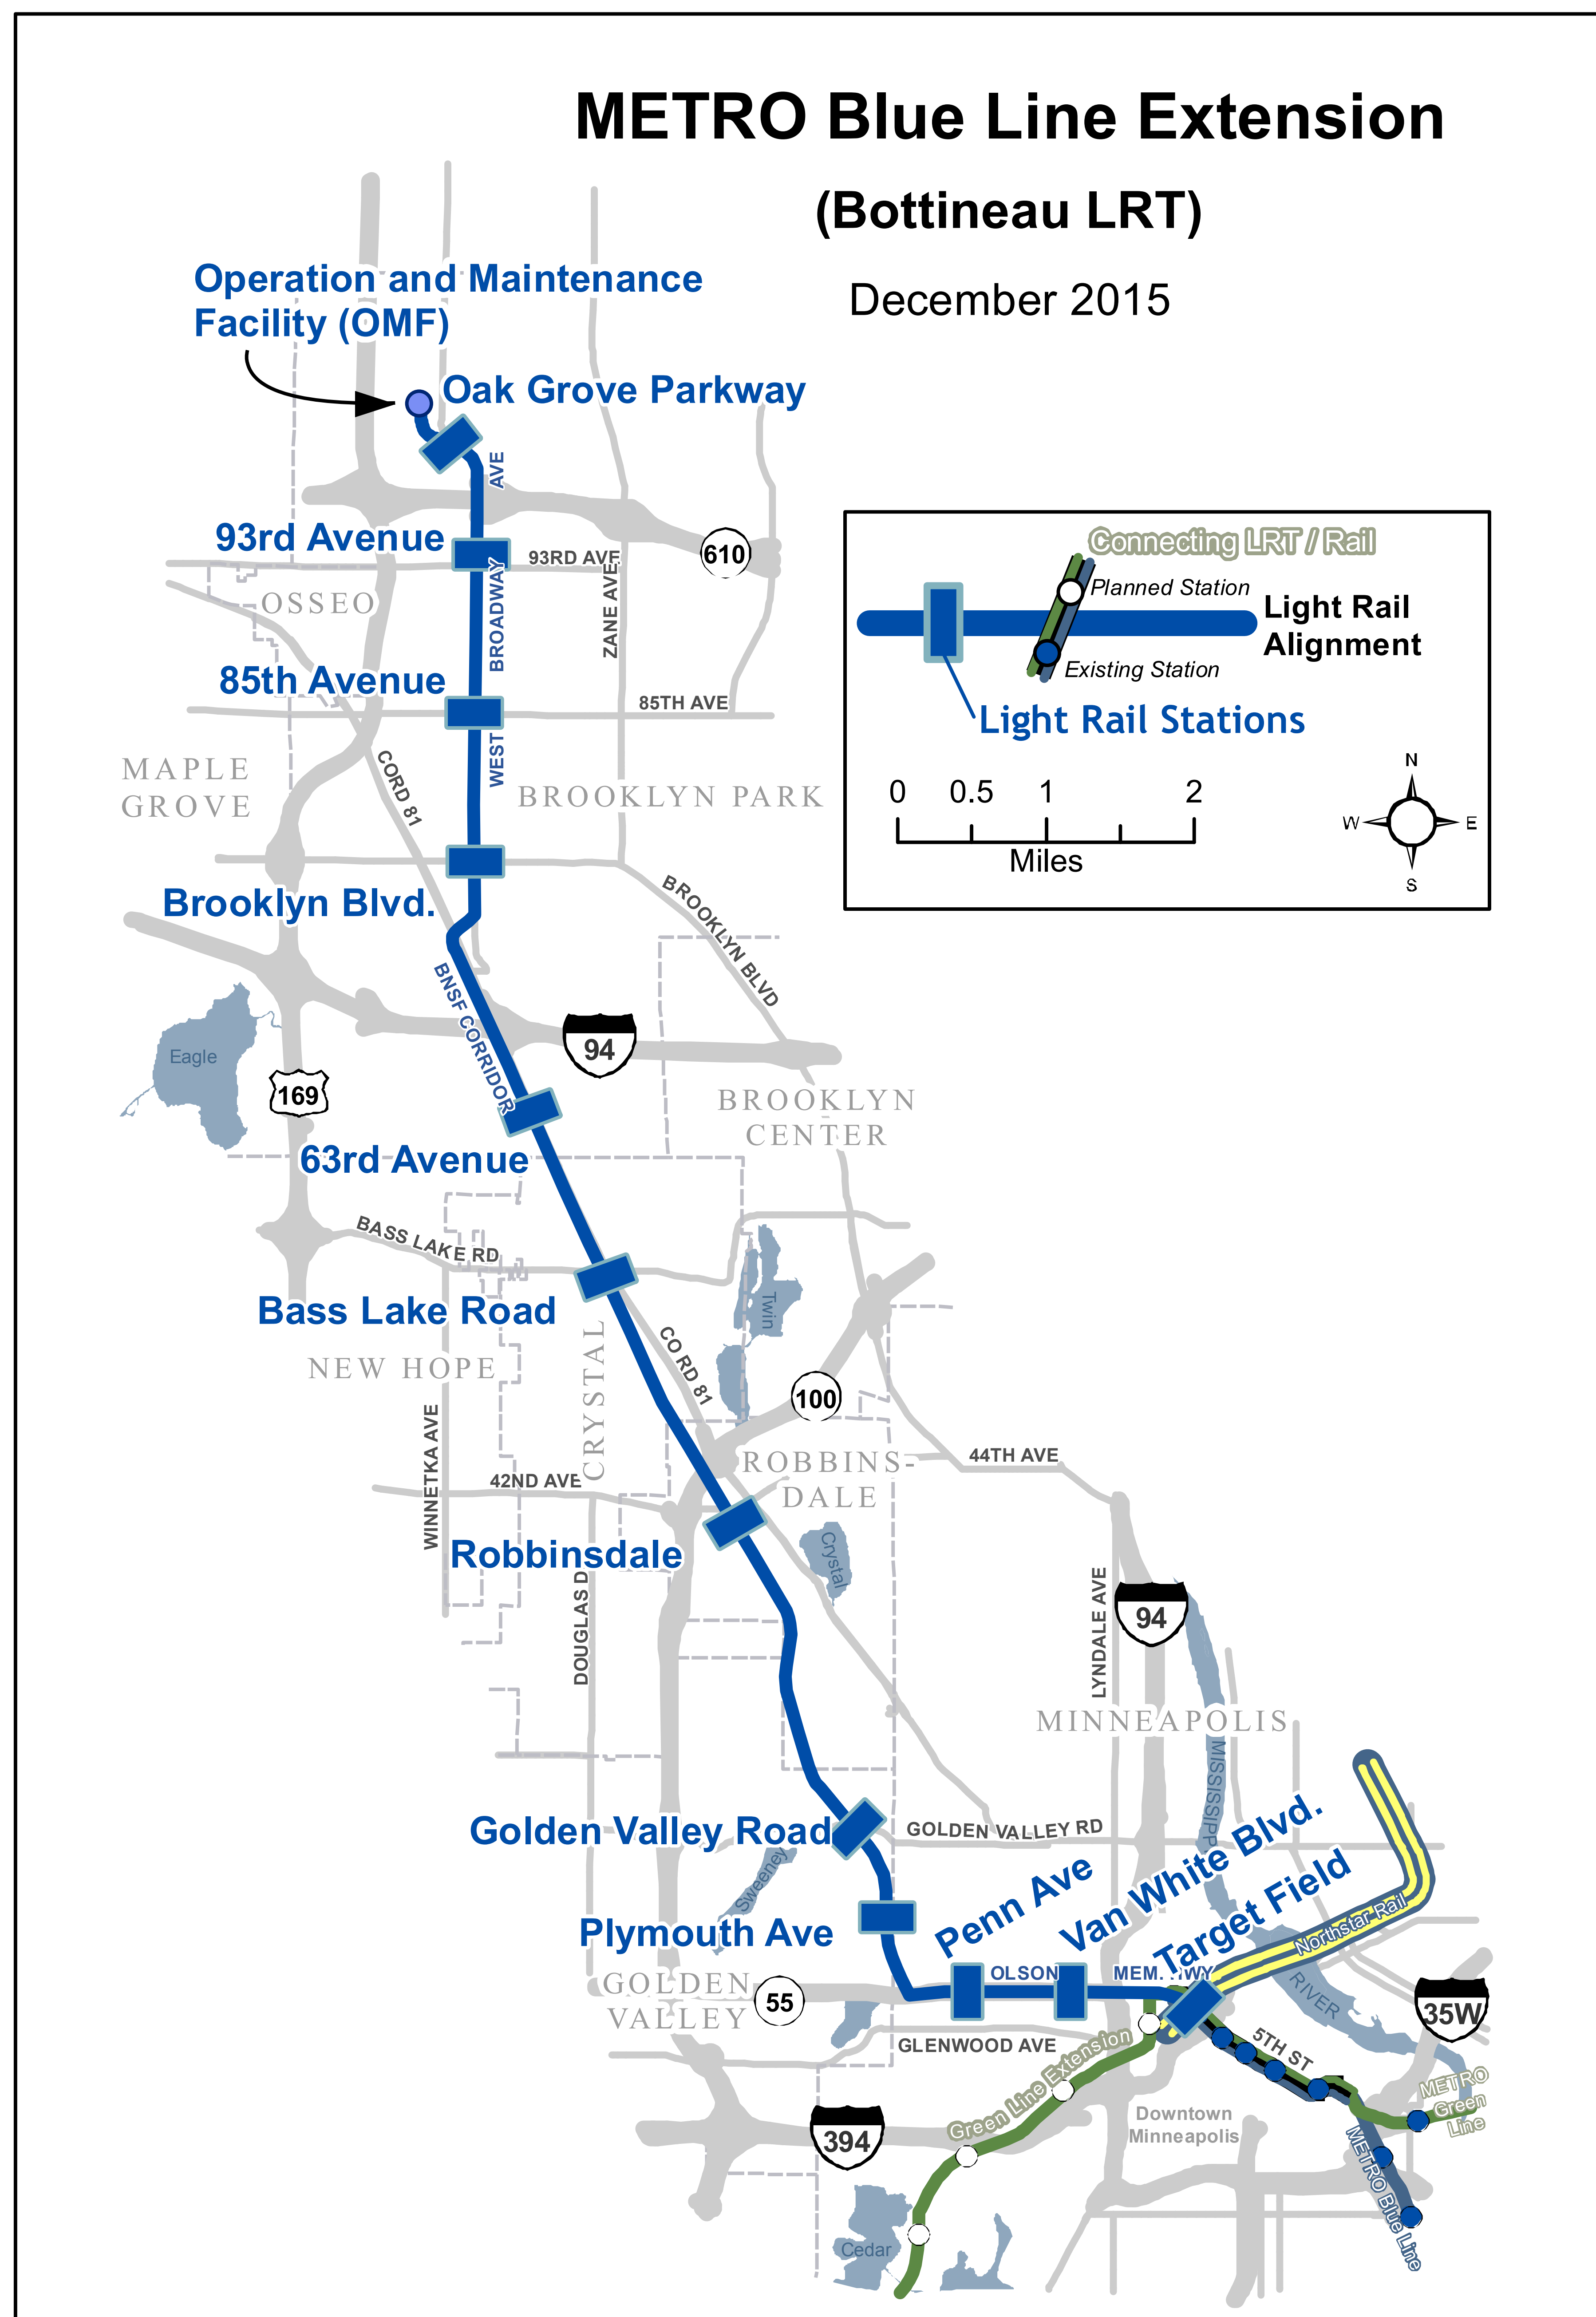 METRO Blue Line Extension
(Bottineau LRT)
December 2015
Operation and Maintenance
Facility (OMF)
Oak Grove Parkway
AVE
93rd Avenue
93RD AVE
610
OSSEO
BROADWAY
ZANE AVE
Connecting LRT / Rail
Planned Station
Light Rail
Alignment
Existing Station
Light Rail Stations
85th Avenue
85TH AVE
WEST
MAPLE
GROVE
CORD 81
BROOKLYN PARK
0 0.5 1 2
Miles
N
W E
S
Brooklyn Blvd.
BROOKLYN BLVD
BNSF CORRIDOR
Eagle
94
169
BROOKLYN
CENTER
63rd Avenue
BASS LAKE RD
Bass Lake Road
Twin
NEW HOPE
CRYSTAL
CO RD 81
100
WINNETKA AVE
42ND AVE
ROBBINS-
DALE
44TH AVE
Robbinsdale
Crystal
DOUGLAS D
LYNDALE AVE
94
MINNEAPOLIS
MISSISSIPP
Golden Valley Road
GOLDEN VALLEY RD
Sweeney
Plymouth Ave
Penn Ave
Van White Blvd.
Target Field
Northstar Rail
GOLDEN
VALLEY
55
OLSON
MEM. HWY
RIVER
35W
GLENWOOD AVE
5TH ST
Green Line Extension
METRO
Green
Line
394
Downtown
Minneapolis
METRO Blue Line
Cedar